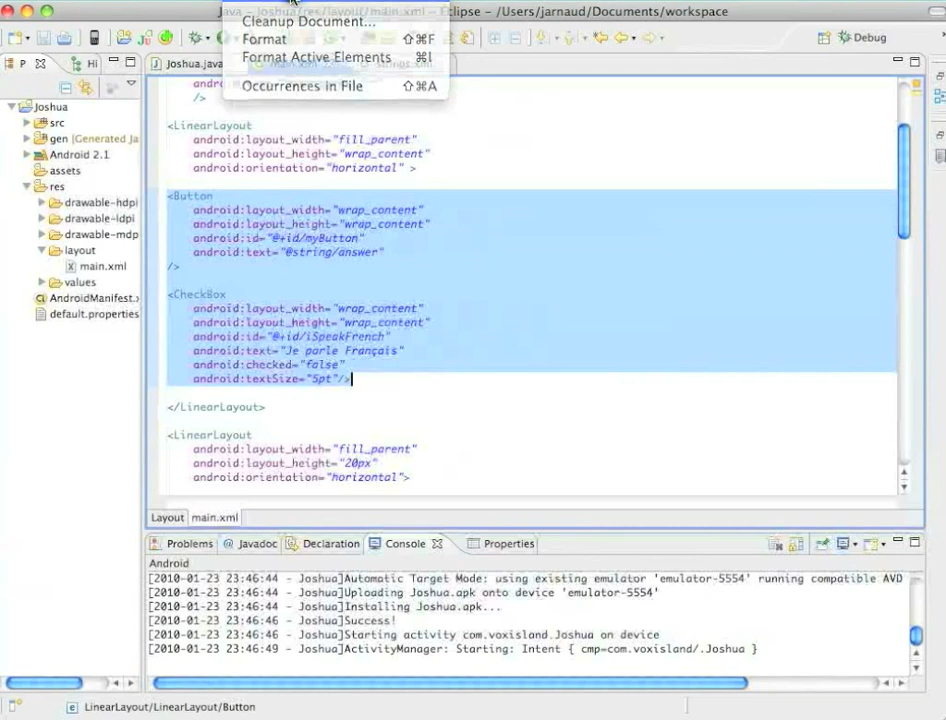 Java - Joshua/res/layout/main.xml - Eclipse - /Users/jarnaud/Documents/workspace
Cleanup Document...
Format ⇧⌘F
Format Active Elements ⌘I
Occurrences in File ⇧⌘A
Debug
P
Hi
Joshua.java
Joshua
src
gen [Generated Ja
Android 2.1
assets
res
drawable-hdpi
drawable-ldpi
drawable-mdp
layout
main.xml
values
AndroidManifest.x
default.properties
/>
<LinearLayout
android:layout_width="fill_parent"
android:layout_height="wrap_content"
android:orientation="horizontal" >
<Button
android:layout_width="wrap_content"
android:layout_height="wrap_content"
android:id="@+id/myButton"
android:text="@string/answer"
/>
<CheckBox
android:layout_width="wrap_content"
android:layout_height="wrap_content"
android:id="@+id/iSpeakFrench"
android:text="Je parle Français"
android:checked="false"
android:textSize="5pt"/>
</LinearLayout>
<LinearLayout
android:layout_width="fill_parent"
android:layout_height="20px"
android:orientation="horizontal">
Layout main.xml
Problems @ Javadoc Declaration Console Properties
Android
[2010-01-23 23:46:44 - Joshua]Automatic Target Mode: using existing emulator 'emulator-5554' running compatible AVD
[2010-01-23 23:46:44 - Joshua]Uploading Joshua.apk onto device 'emulator-5554'
[2010-01-23 23:46:44 - Joshua]Installing Joshua.apk...
[2010-01-23 23:46:46 - Joshua]Success!
[2010-01-23 23:46:46 - Joshua]Starting activity com.voxisland.Joshua on device
[2010-01-23 23:46:49 - Joshua]ActivityManager: Starting: Intent { cmp=com.voxisland/.Joshua }
LinearLayout/LinearLayout/Button